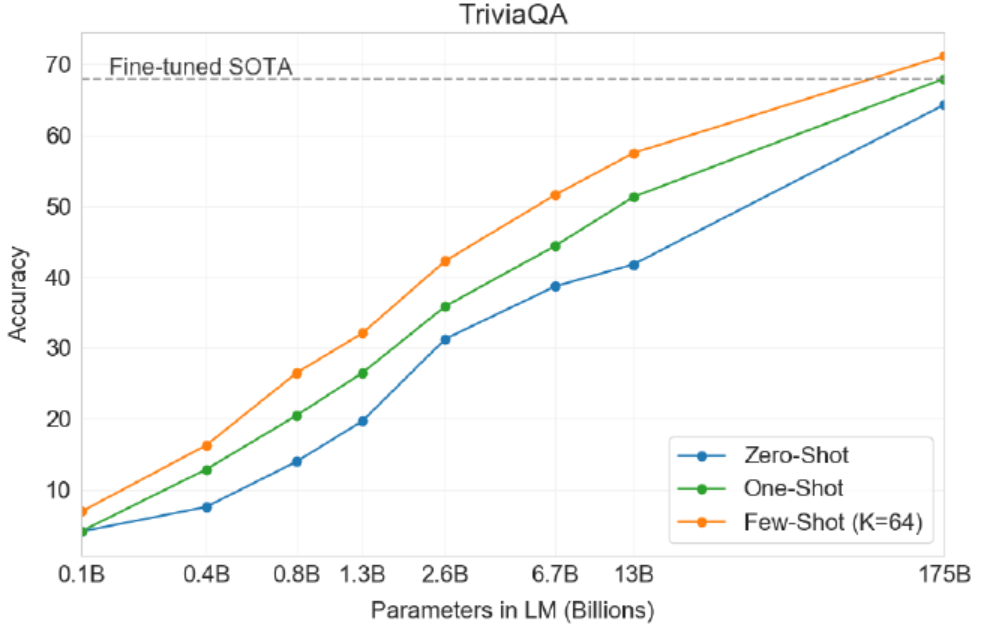 TriviaQA
Fine-tuned SOTA
70
60
50
40
30
20
10
Accuracy
Zero-Shot
One-Shot
Few-Shot (K=64)
0.1B 0.4B 0.8B 1.3B 2.6B 6.7B 13B 175B
Parameters in LM (Billions)